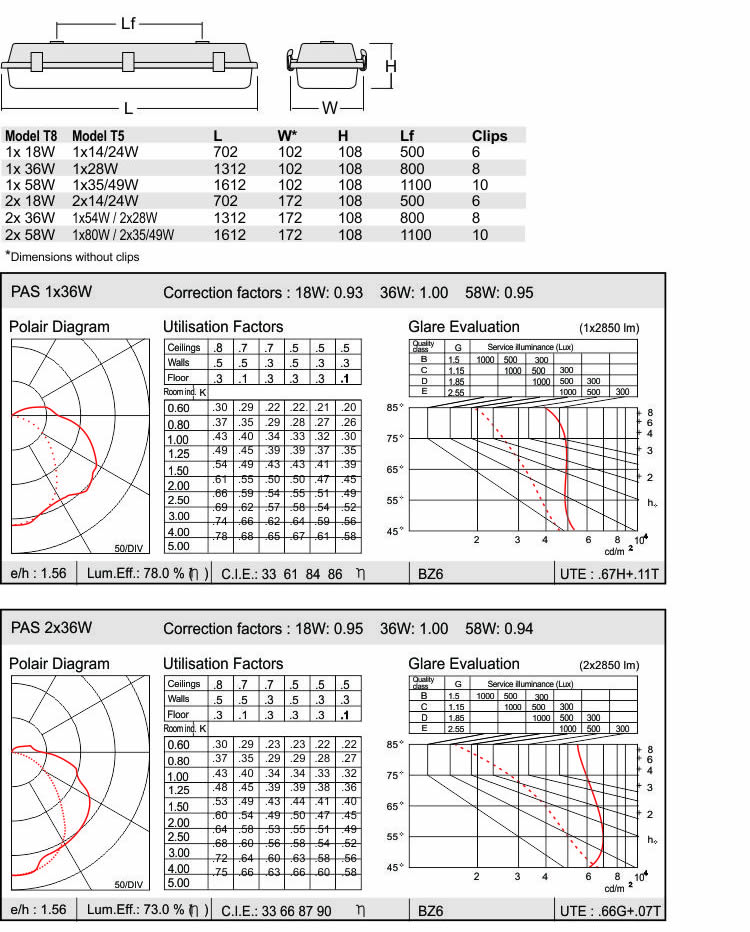 Lf
H
L
W
Model T8 Model T5 L W* H Lf Clips
1x 18W 1x14/24W 702 102 108 500 6
1x 36W 1x28W 1312 102 108 800 8
1x 58W 1x35/49W 1612 102 108 1100 10
2x 18W 2x14/24W 702 172 108 500 6
2x 36W 1x54W / 2x28W 1312 172 108 800 8
2x 58W 1x80W / 2x35/49W 1612 172 108 1100 10
*Dimensions without clips
PAS 1x36W Correction factors : 18W: 0.93 36W: 1.00 58W: 0.95
Polair Diagram
50/DIV
Utilisation Factors
Ceilings .8 .7 .7 .5 .5 .5
Walls .5 .5 .3 .5 .3 .3
Floor .3 .1 .3 .3 .3 .1
Room ind. K
0.60 .30 .29 .22 .22. .21 .20
0.80 .37 .35 .29 .28 .27 .26
1.00 .43 .40 .34 .33 .32 .30
1.25 .49 .45 .39 .39 .37 .35
1.50 .54 .49 .43 .43 .41 .39
2.00 .61 .55 .50 .50 .47 .45
2.50 .66 .59 .54 .55 .51 .49
3.00 .69 .62 .57 .58 .54 .52
4.00 .74 .66 .62 .64 .59 .56
5.00 .78 .68 .65 .67 .61 .58
Glare Evaluation (1x2850 lm)
Quality class G Service illuminance (Lux)
B 1.5 1000 500 300
C 1.15 1000 500 300
D 1.85 1000 500 300
E 2.55 1000 500 300
85° 8
6
75° 4
3
65° 2
55° h
45°
2 3 4 6 8 10⁴
cd/m²
e/h : 1.56 Lum.Eff.: 78.0 % (η ) C.I.E.: 33 61 84 86 η BZ6 UTE : .67H+.11T
PAS 2x36W Correction factors : 18W: 0.95 36W: 1.00 58W: 0.94
Polair Diagram
50/DIV
Utilisation Factors
Ceilings .8 .7 .7 .5 .5 .5
Walls .5 .5 .3 .5 .3 .3
Floor .3 .1 .3 .3 .3 .1
Room ind. K
0.60 .30 .29 .23 .23 .22 .22
0.80 .37 .35 .29 .29 .28 .27
1.00 .43 .40 .34 .34 .33 .32
1.25 .48 .45 .39 .39 .38 .36
1.50 .53 .49 .43 .44 .41 .40
2.00 .60 .54 .49 .50 .47 .45
2.50 .64 .58 .53 .55 .51 .49
3.00 .68 .60 .56 .58 .54 .52
4.00 .72 .64 .60 .63 .58 .56
5.00 .75 .66 .63 .66 .60 .58
Glare Evaluation (2x2850 lm)
Quality class G Service illuminance (Lux)
B 1.5 1000 500 300
C 1.15 1000 500 300
D 1.85 1000 500 300
E 2.55 1000 500 300
85° 8
6
75° 4
3
65° 2
55° h
45°
2 3 4 6 8 10⁴
cd/m²
e/h : 1.56 Lum.Eff.: 73.0 % (η ) C.I.E.: 33 66 87 90 η BZ6 UTE : .66G+.07T